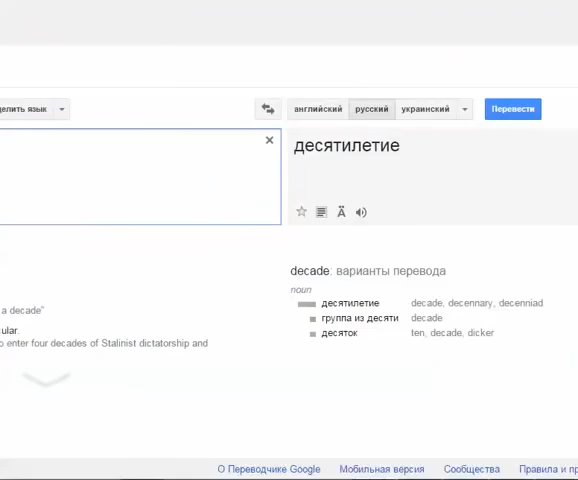 делить язык
английский русский украинский Перевести
десятилетие
Ä
decade: варианты перевода
noun
a decade"
десятилетие decade, decennary, decenniad
группа из десяти decade
ular.
десяток ten, decade, dicker
o enter four decades of Stalinist dictatorship and
О Переводчике Google Мобильная версия Сообщества Правила и пр